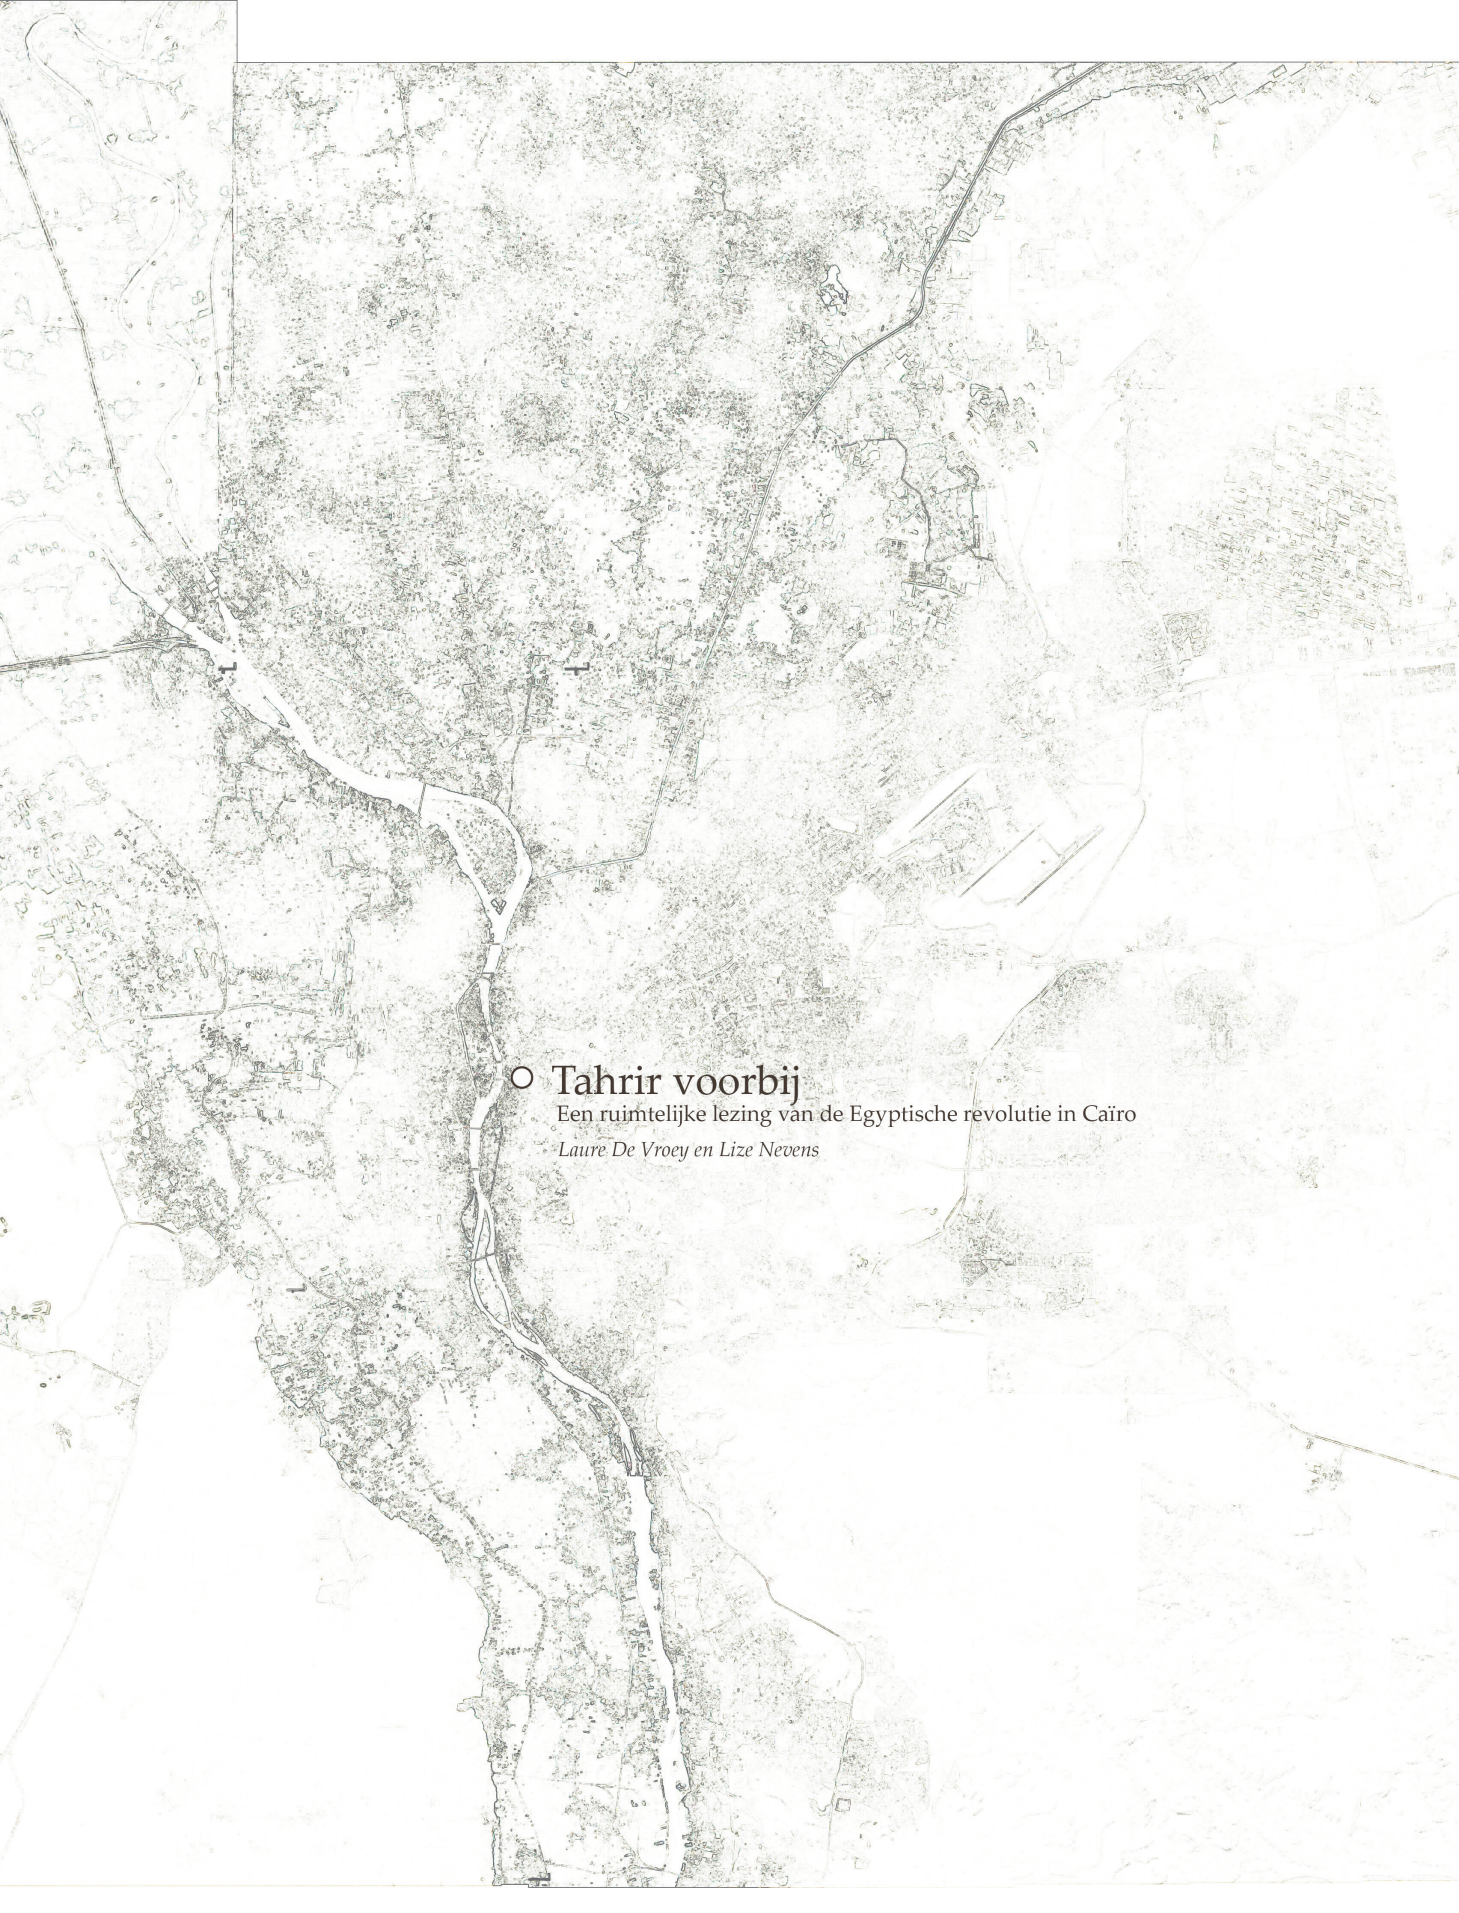 Tahrir voorbij
Een ruimtelijke lezing van de Egyptische revolutie in Caïro
Laure De Vroey en Lize Nevens